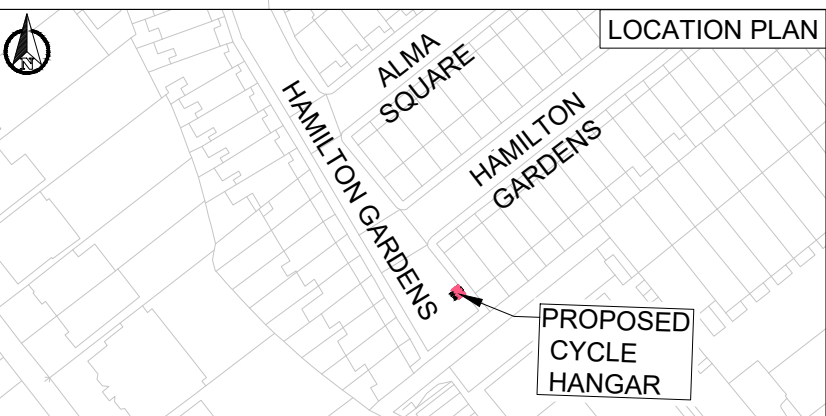 LOCATION PLAN
N
ALMA
SQUARE
HAMILTON GARDENS
HAMILTON
GARDENS
PROPOSED
CYCLE
HANGAR